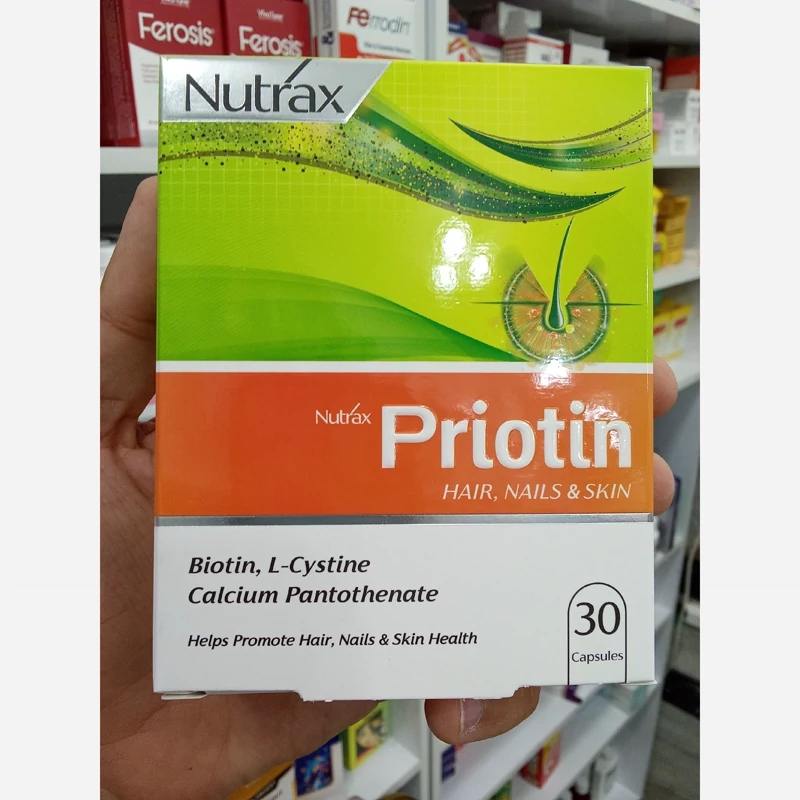 VitaTune
Ferosis
Ferosis
Ferrodin
Nutrax
Nutrax
Priotin
HAIR, NAILS & SKIN
Biotin, L-Cystine
Calcium Pantothenate
Helps Promote Hair, Nails & Skin Health
30
Capsules